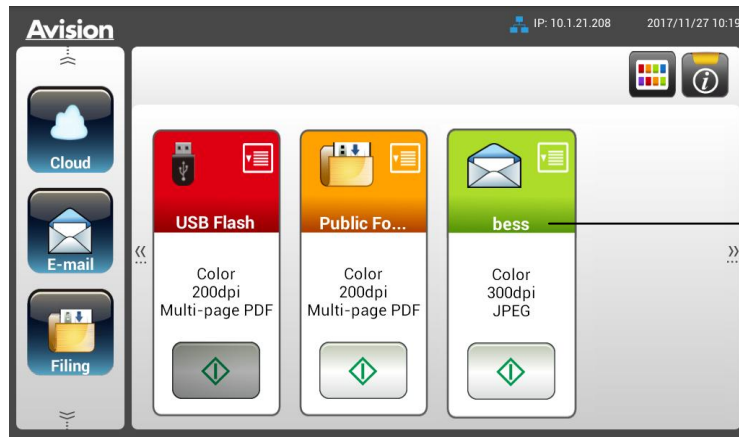 Avision
IP: 10.1.21.208 2017/11/27 10:19
Cloud
E-mail
Filing
USB Flash
Color
200dpi
Multi-page PDF
Public Fo...
Color
200dpi
Multi-page PDF
bess
Color
300dpi
JPEG